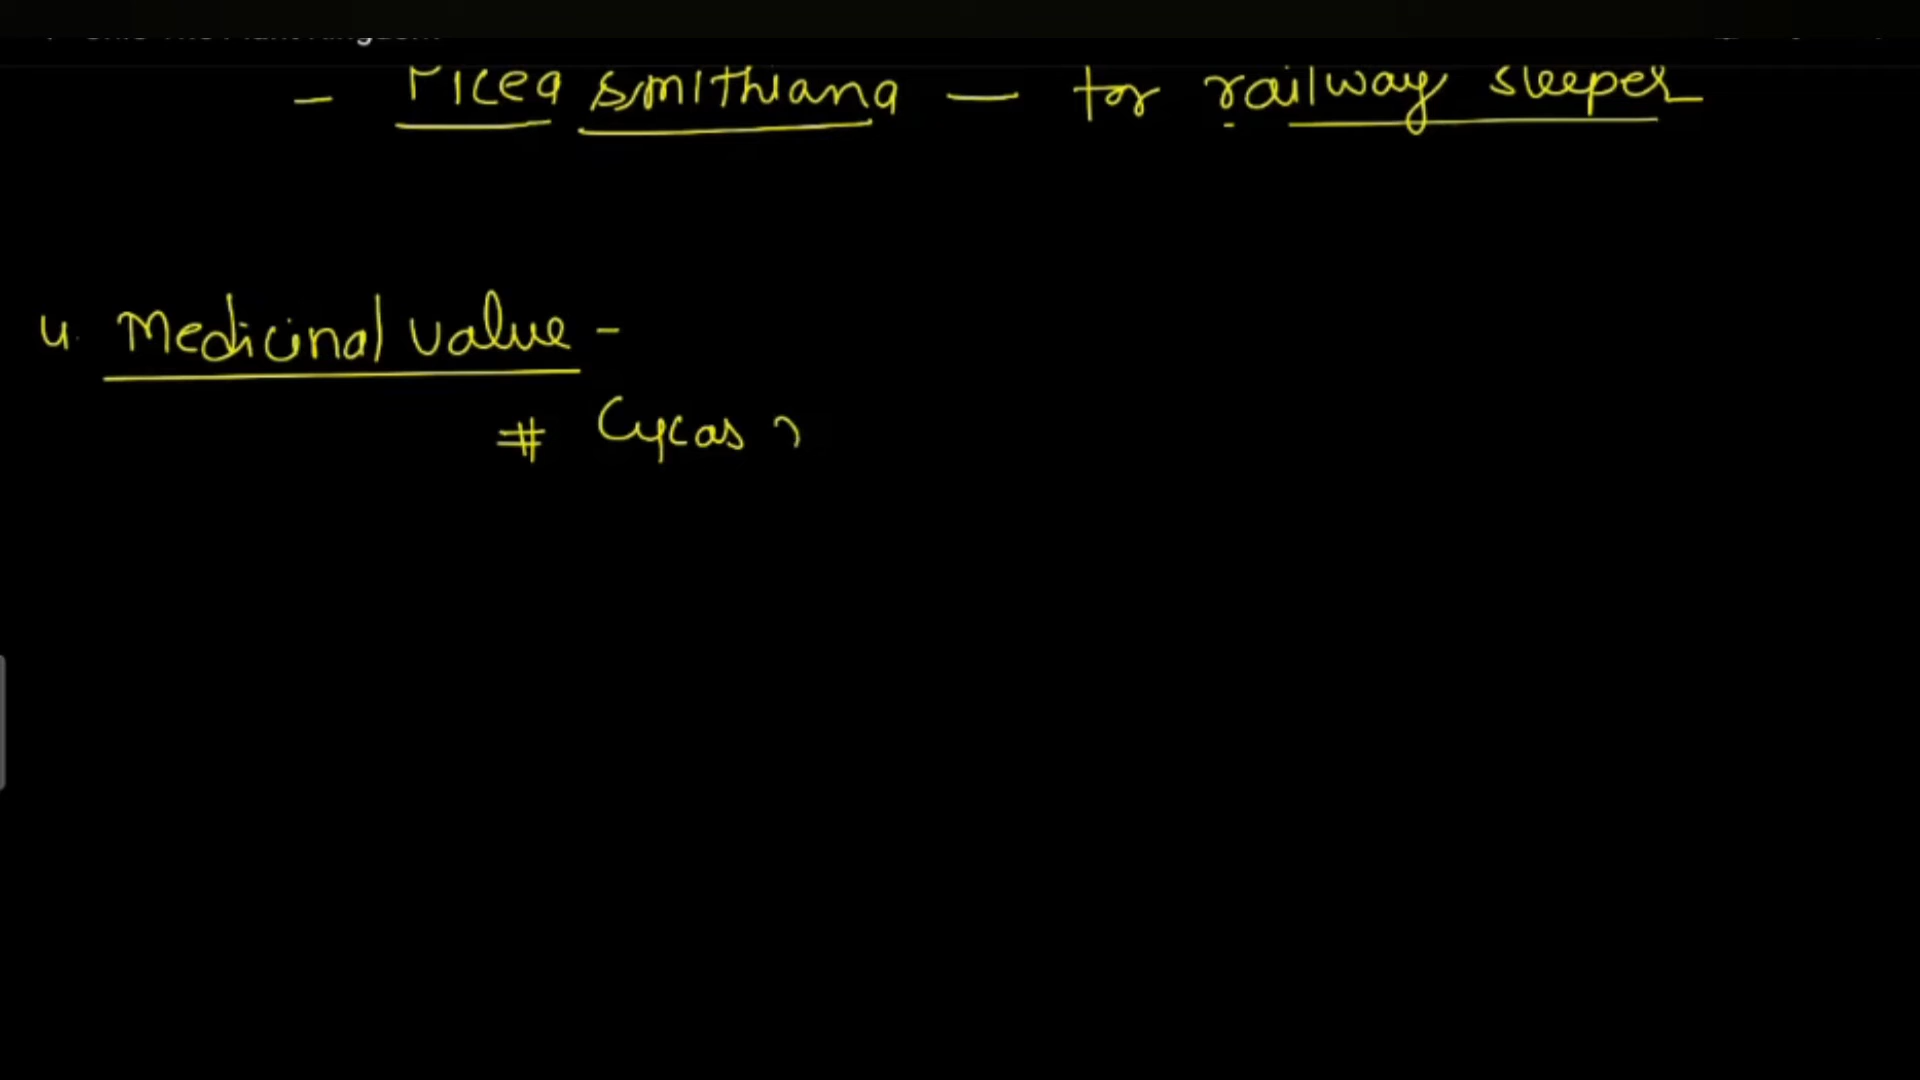 - Picea smithiana — for railway sleeper
4. Medicinal value -
# Cycas